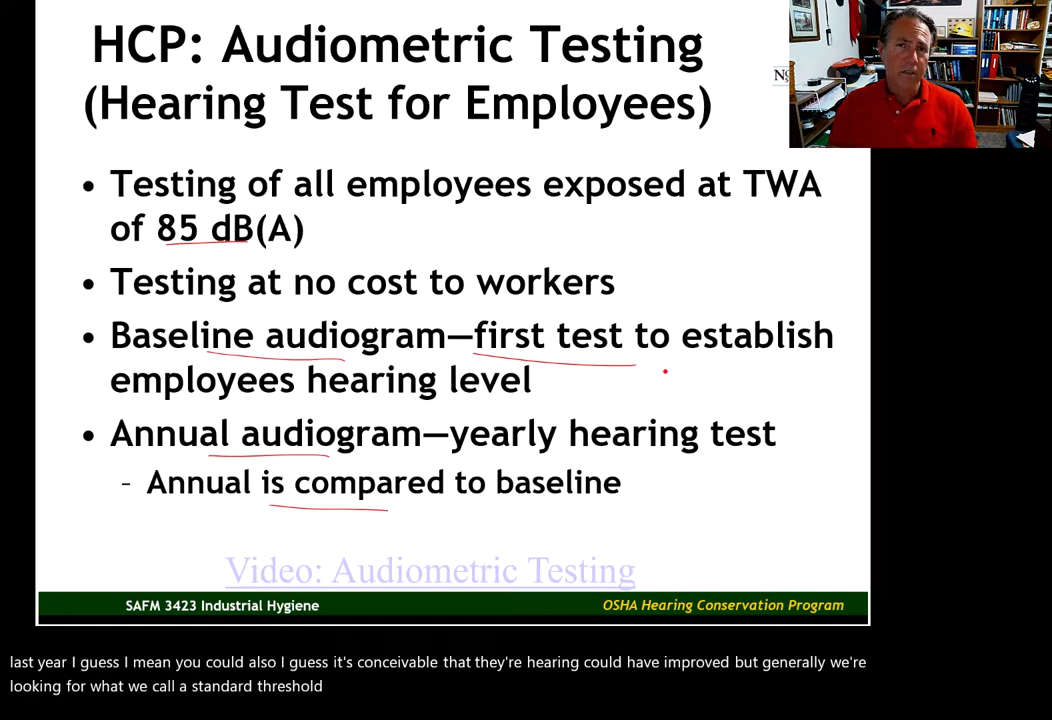 HCP: Audiometric Testing
(Hearing Test for Employees)
• Testing of all employees exposed at TWA
of 85 dB(A)
• Testing at no cost to workers
• Baseline audiogram—first test to establish
employees hearing level
• Annual audiogram—yearly hearing test
– Annual is compared to baseline
Video: Audiometric Testing
SAFM 3423 Industrial Hygiene
OSHA Hearing Conservation Program
last year I guess I mean you could also I guess it's conceivable that they're hearing could have improved but generally we're
looking for what we call a standard threshold